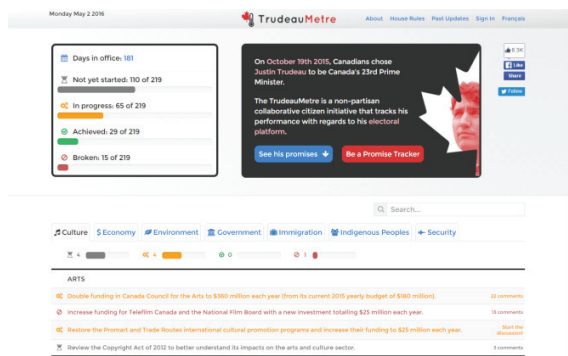 Monday May 2 2016
TrudeauMetre
About House Rules Past Updates Sign In Français
Days in office: 181
Not yet started: 110 of 219
In progress: 65 of 219
Achieved: 29 of 219
Broken: 15 of 219
On October 19th 2015, Canadians chose
Justin Trudeau to be Canada's 23rd Prime
Minister.
The TrudeauMetre is a non-partisan
collaborative citizen initiative that tracks his
performance with regards to his electoral
platform.
See his promises
Be a Promise Tracker
Like
Share
Follow
Search...
Culture $ Economy Environment Government Immigration Indigenous Peoples Security
4 4 0 1
ARTS
Double funding in Canada Council for the Arts to $360 million each year (from its current 2015 yearly budget of $180 million).
22 comments
Increase funding for Telefilm Canada and the National Film Board with a new investment totalling $25 million each year.
13 comments
Restore the Promart and Trade Routes international cultural promotion programs and increase their funding to $25 million each year.
Start the
discussion!
Review the Copyright Act of 2012 to better understand its impacts on the arts and culture sector.
3 comments